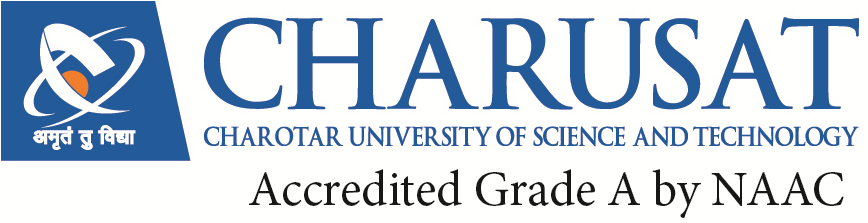 CHARUSAT
अमृतं तु विद्या
CHAROTAR UNIVERSITY OF SCIENCE AND TECHNOLOGY
Accredited Grade A by NAAC